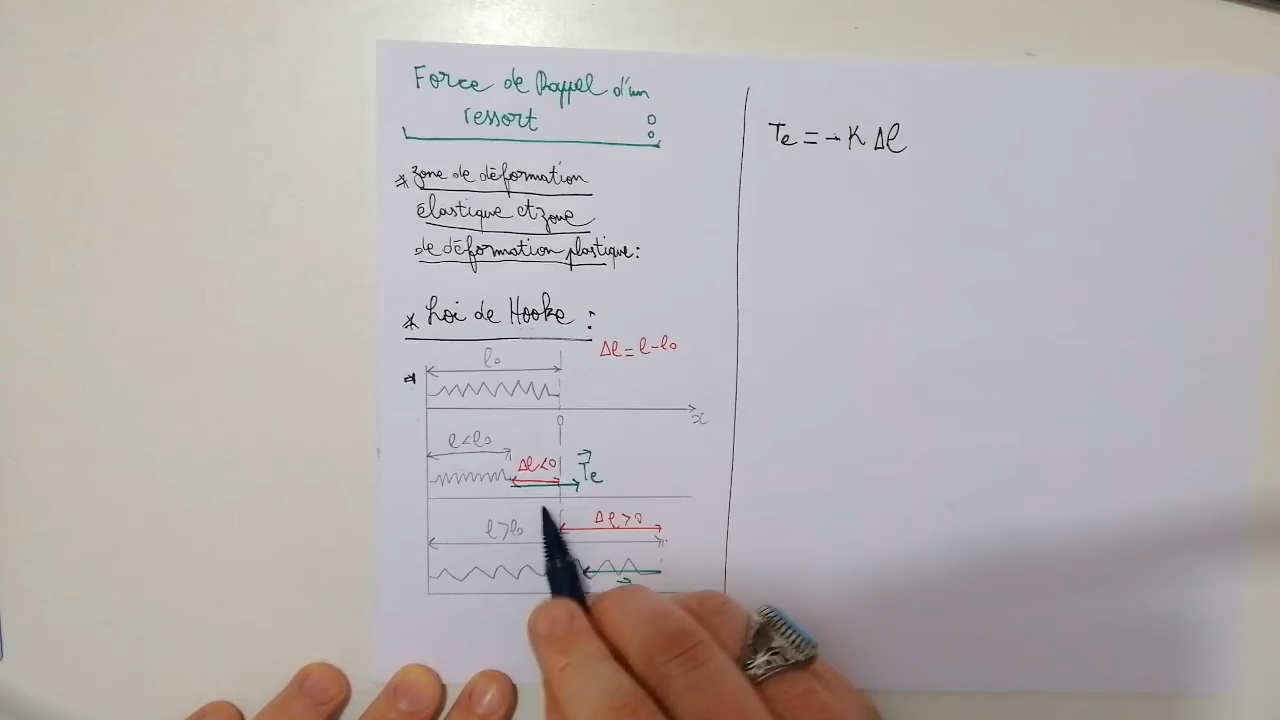 Force de Rappel d'un
ressort :
* zone de déformation
élastique et zone
de déformation plastique:
* Loi de Hooke :
Δl = l - l0
l0
0
x
l < l0
Δl < 0
Te
l > l0
Δl > 0
Te = - K Δl